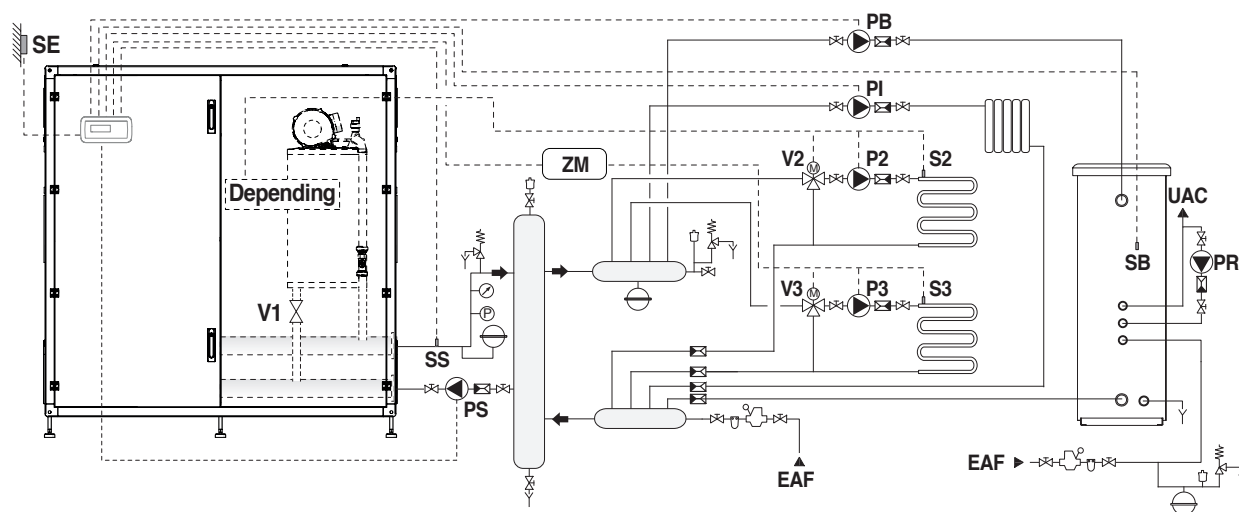 PB
SE
PI
ZM
V2
M
P2
S2
Depending
UAC
SB
PR
V3
M
P3
S3
V1
P
SS
PS
EAF
EAF